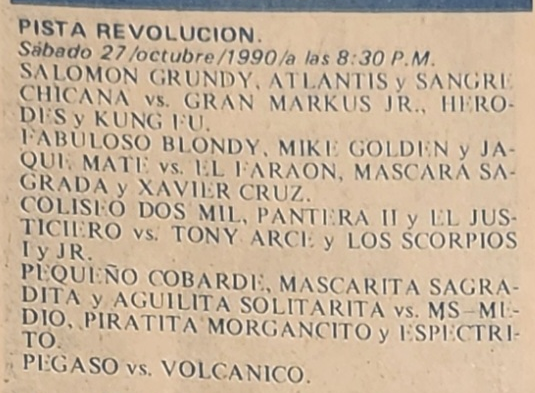 PISTA REVOLUCION.
Sábado 27/octubre/1990/a las 8:30 P.M.
SALOMON GRUNDY, ATLANTIS y SANGRE
CHICANA vs. GRAN MARKUS JR., HERO-
DES y KUNG FU.
FABULOSO BLONDY, MIKE GOLDEN y JA-
QUE MATE vs. EL FARAON, MASCARA SA-
GRADA y XAVIER CRUZ.
COLISEO DOS MIL, PANTERA II y EL JUS-
TICIERO vs. TONY ARCE y LOS SCORPIOS
I y JR.
PEQUEÑO COBARDE, MASCARITA SAGRA-
DITA y AGUILITA SOLITARITA vs. MS-ME-
DIO, PIRATITA MORGANCITO y ESPECTRI-
TO.
PEGASO vs. VOLCANICO.